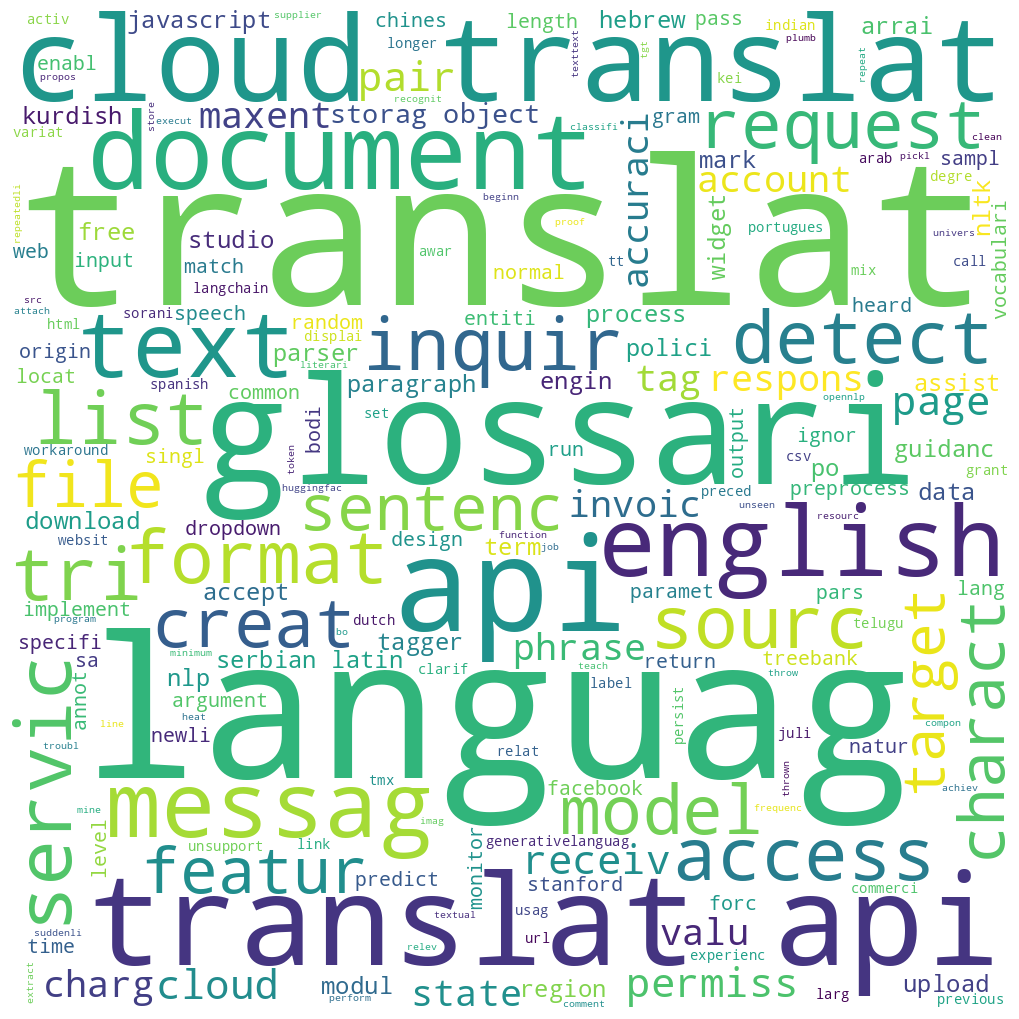 activ
javascript
supplier
chines
length
hebrew
pass
indian
arrai
cloud translat
enabl
propos
longer
texttext
tgt
plumb
repeat
pair
recognit
kei
kurdish
variat
store
execut
maxent
storag object
classifi
gram
request
clean
document
accuraci
mark
arab
pickl
sampl
account
degre
repeatedli
translat
beginn
proof
nltk
univers
free
web
input
studio
match
langchain
awar
normal
tt
widget
portugues
mix
call
vocabulari
src
attach
html
sorani
speech
random
displai
entiti
process
heard
text
inquir
detect
origin
locat
parser
literari
polici
spanish
common
paragraph
engin
tag
respons
assist
opennlp
page
list
glossari
set
bodi
workaround
singl
token
run
output
ignor
csv
po
guidanc
grant
file
huggingfac
sentenc
invoic
preced
unseen
preprocess
data
resourc
download
websit
dropdown
design
function
term
job
english
tri
format
api
accept
paramet
pars
lang
implement
program
creat
bo
dutch
tagger
phrase
sourc
telugu
target
charact
specifi
sa
minimum
serbian latin
clarif
teach
return
treebank
throw
annot
nlp
argument
label
persist
servic
languag
heat
line
newli
troubl
relat
juli
natur
compon
tmx
thrown
achiev
mine
messag
imag
facebook
model
frequenc
level
unsupport
link
monitor
generativelanguag
featur
predict
receiv
stanford
access
commerci
suddenli
time
translat api
textual
usag
forc
relev
url
valu
experienc
extract
charg
cloud
modul
perform
state
comment
region
permiss
larg
upload
previous